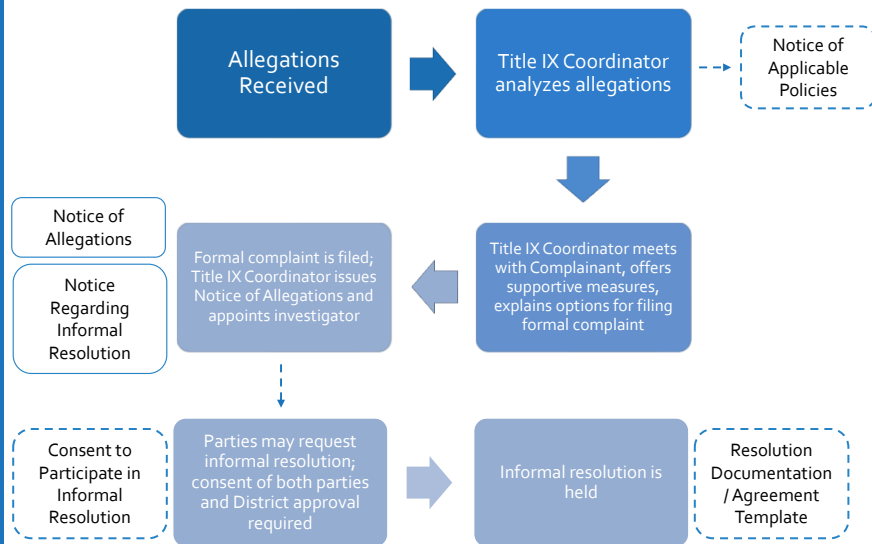 Allegations
Received
Title IX Coordinator
analyzes allegations
Notice of
Applicable
Policies
Notice of
Allegations
Notice
Regarding
Informal
Resolution
Formal complaint is filed;
Title IX Coordinator issues
Notice of Allegations and
appoints investigator
Title IX Coordinator meets
with Complainant, offers
supportive measures,
explains options for filing
formal complaint
Consent to
Participate in
Informal
Resolution
Parties may request
informal resolution;
consent of both parties
and District approval
required
Informal resolution is
held
Resolution
Documentation
/ Agreement
Template